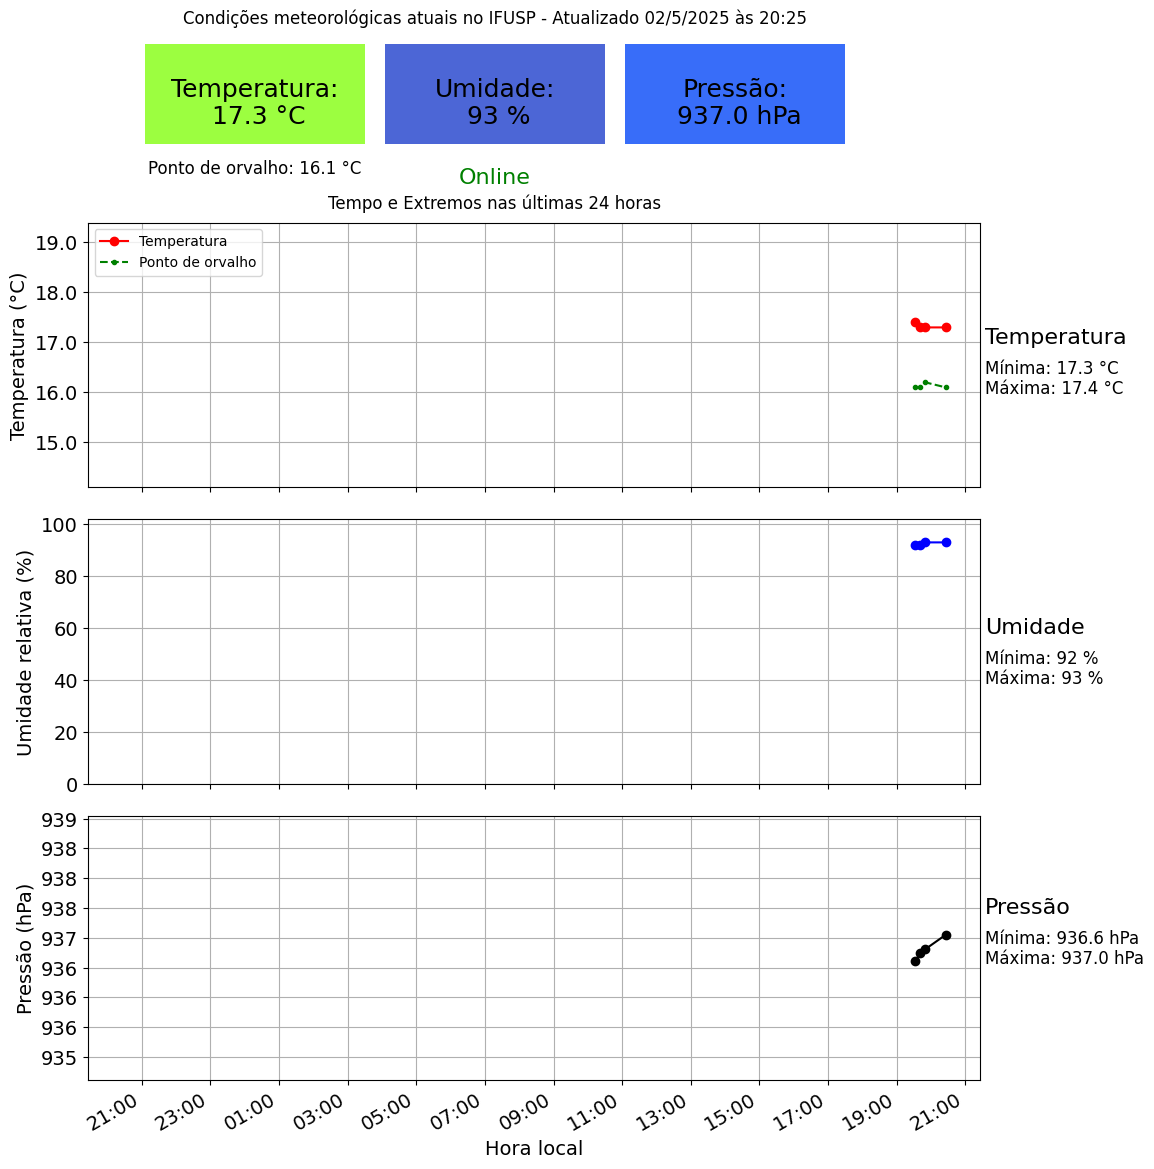 Condições meteorológicas atuais no IFUSP - Atualizado 02/5/2025 às 20:25
Temperatura:
17.3 °C
Umidade:
93 %
Pressão:
937.0 hPa
Ponto de orvalho: 16.1 °C
Online
Tempo e Extremos nas últimas 24 horas
Temperatura
Ponto de orvalho
Temperatura (°C)
19.0
18.0
17.0
16.0
15.0
Temperatura
Mínima: 17.3 °C
Máxima: 17.4 °C
Umidade relativa (%)
100
80
60
40
20
0
Umidade
Mínima: 92 %
Máxima: 93 %
Pressão (hPa)
939
938
938
938
937
936
936
936
935
Pressão
Mínima: 936.6 hPa
Máxima: 937.0 hPa
21:00
23:00
01:00
03:00
05:00
07:00
09:00
11:00
13:00
15:00
17:00
19:00
21:00
Hora local